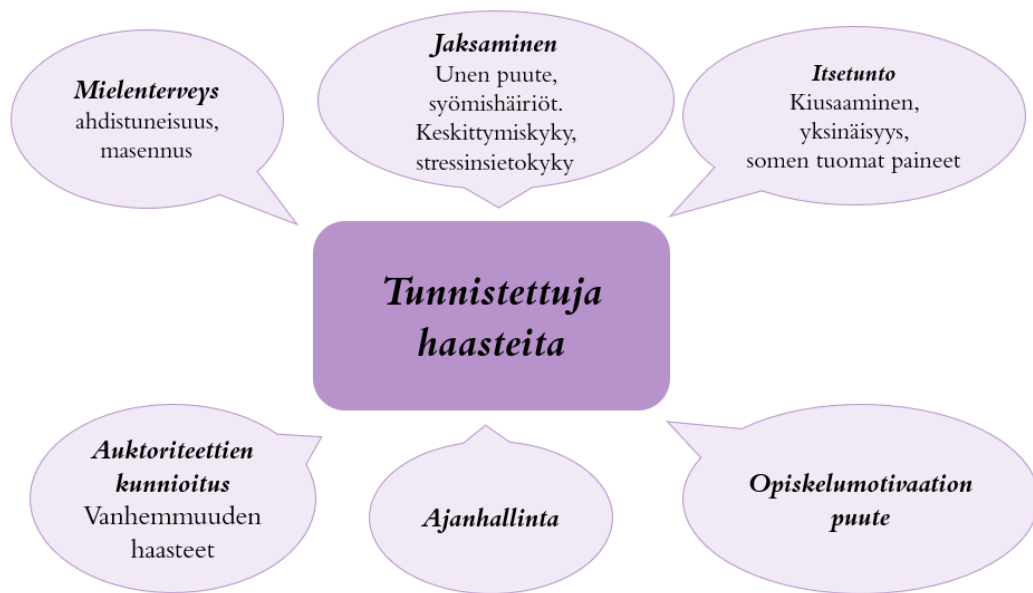 Mielenterveys
ahdistuneisuus,
masennus
Jaksaminen
Unen puute,
syömishäiriöt.
Keskittymiskyky,
stressinsietokyky
Itsetunto
Kiusaaminen,
yksinäisyys,
somen tuomat paineet
Tunnistettuja
haasteita
Auktoriteettien
kunnioitus
Vanhemmuuden
haasteet
Ajanhallinta
Opiskelumotivaation
puute